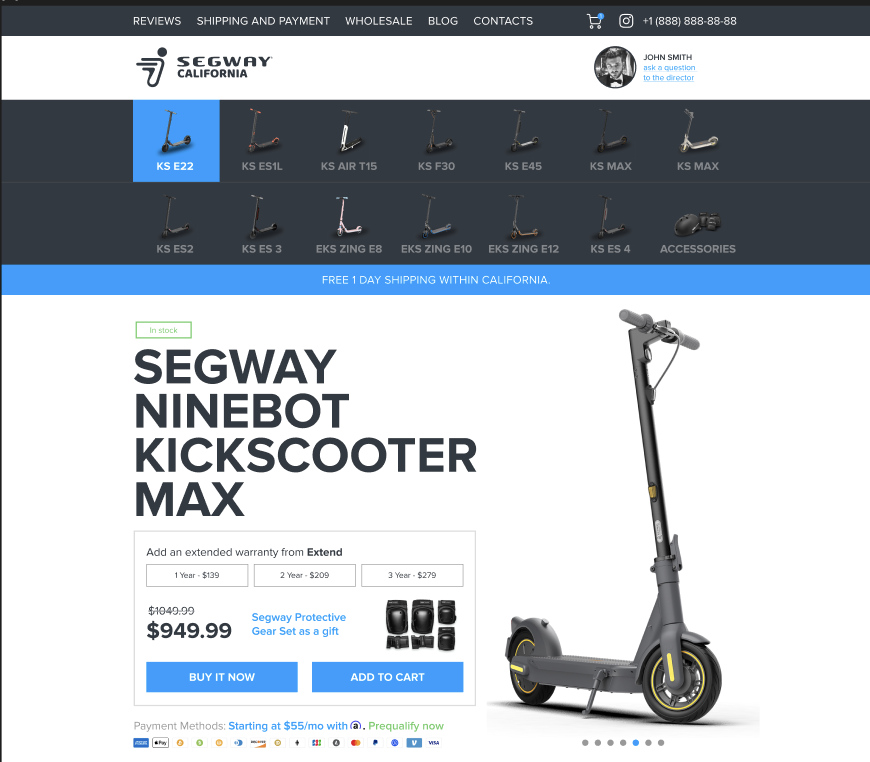 REVIEWS SHIPPING AND PAYMENT WHOLESALE BLOG CONTACTS +1 (888) 888-88-88
SEGWAY
CALIFORNIA
JOHN SMITH
ask a question
to the director
KS E22 KS ES1L KS AIR T15 KS F30 KS E45 KS MAX KS MAX
KS ES2 KS ES 3 EKS ZING E8 EKS ZING E10 EKS ZING E12 KS ES 4 ACCESSORIES
FREE 1 DAY SHIPPING WITHIN CALIFORNIA.
In stock
SEGWAY
NINEBOT
KICKSCOOTER
MAX
Add an extended warranty from Extend
1 Year - $139 2 Year - $209 3 Year - $279
$1049.99
$949.99
Segway Protective
Gear Set as a gift
BUY IT NOW ADD TO CART
Payment Methods: Starting at $55/mo with a. Prequalify now
Pay DISCOVER VISA